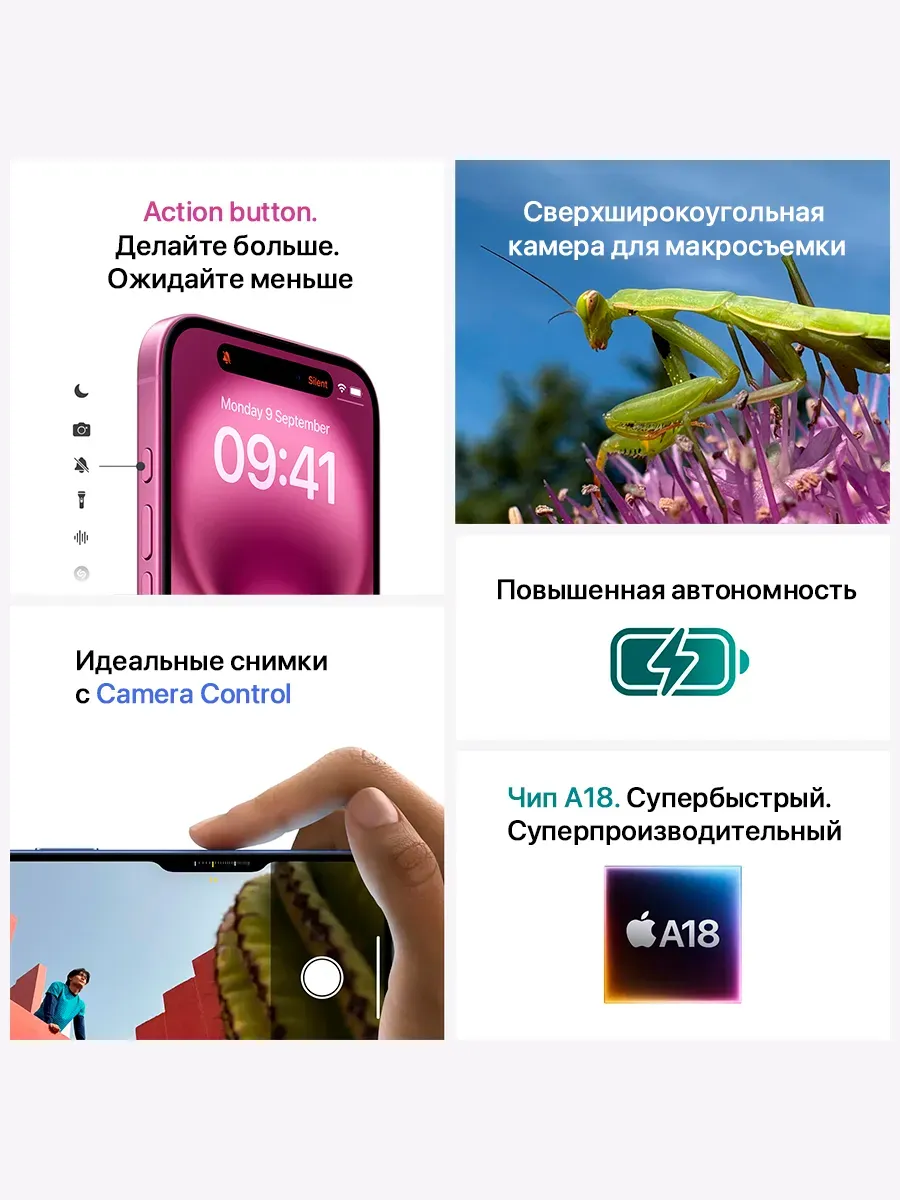 Action button.
Делайте больше.
Ожидайте меньше
Silent
Monday 9 September
09:41
Сверхширокоугольная
камера для макросъемки
Повышенная автономность
Идеальные снимки
с Camera Control
Чип A18. Супербыстрый.
Суперпроизводительный
A18